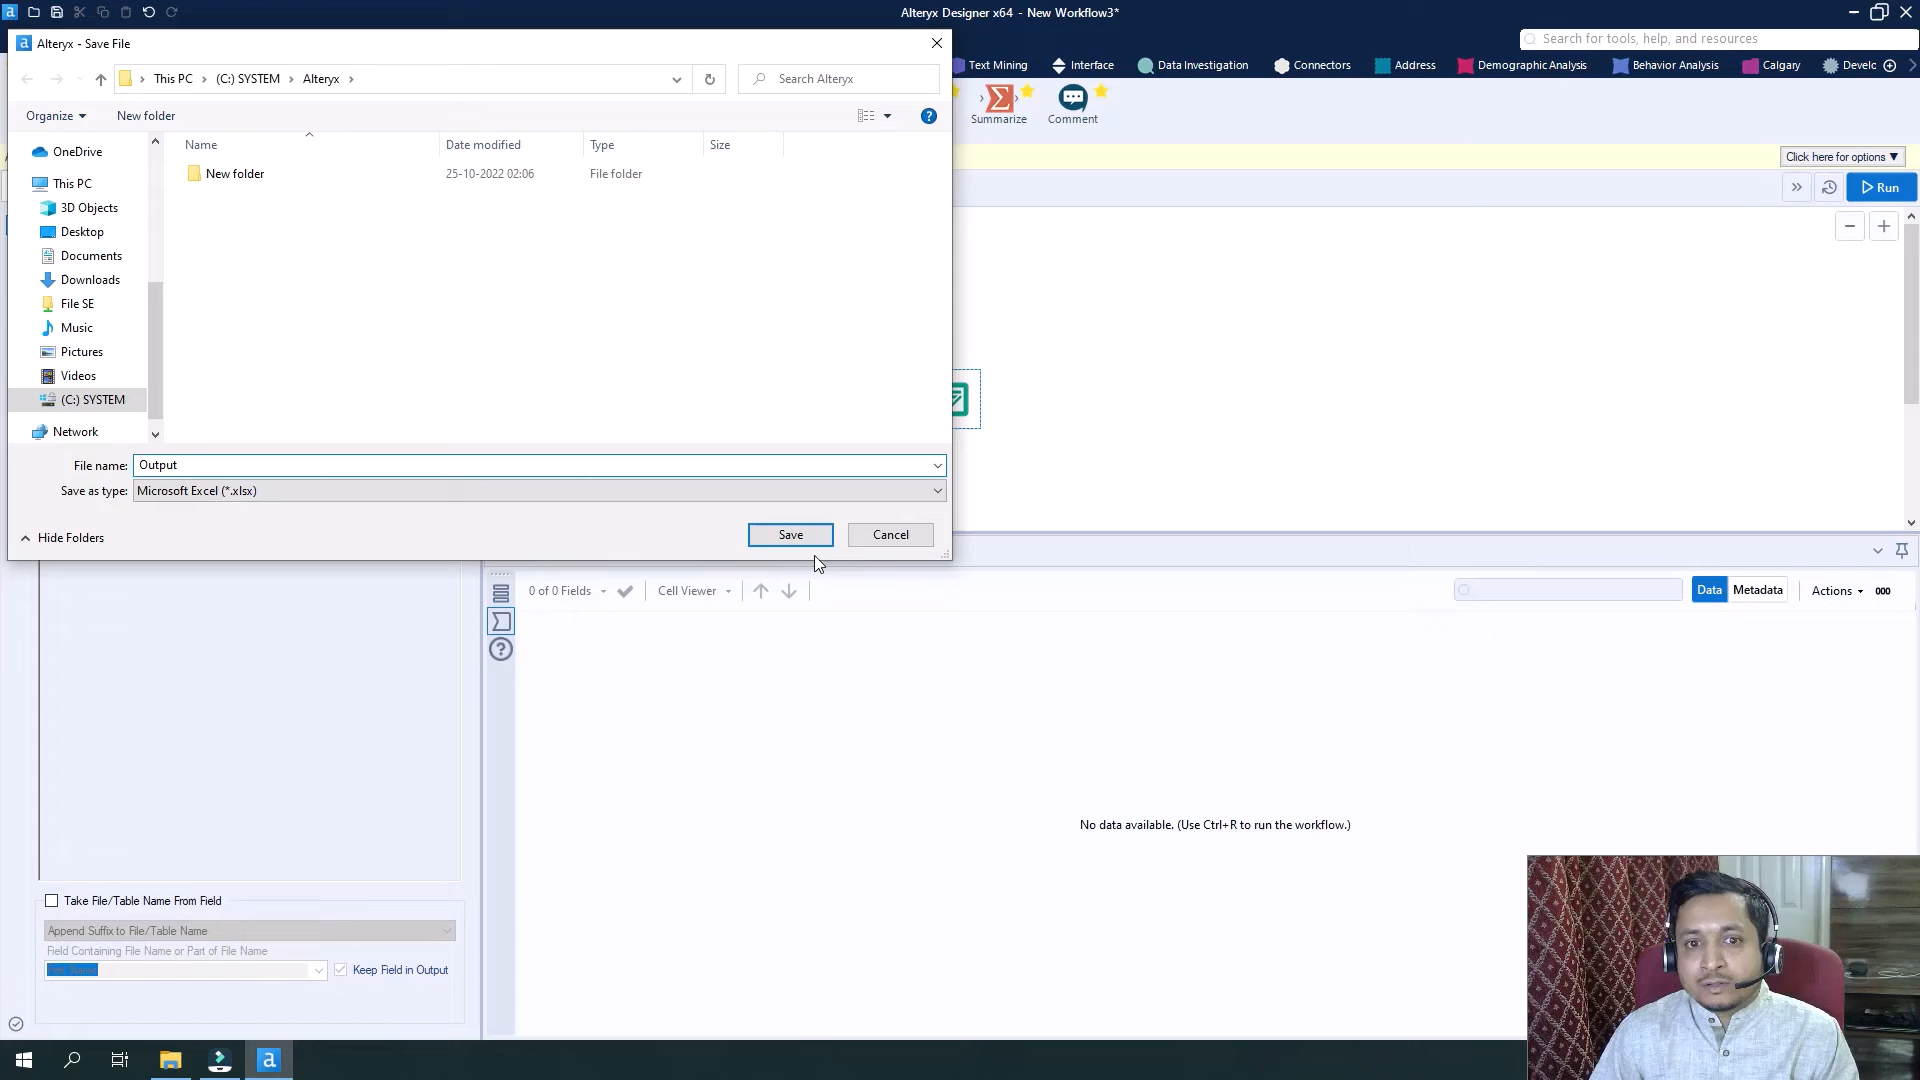 Alteryx Designer x64 - New Workflow3*
Alteryx - Save File
Search for tools, help, and resources
This PC > (C:) SYSTEM > Alteryx >
Search Alteryx
Text Mining
Interface
Data Investigation
Connectors
Address
Demographic Analysis
Behavior Analysis
Calgary
Develc
Organize
New folder
Summarize
Comment
Name
Date modified
Type
Size
Click here for options ▼
New folder
25-10-2022 02:06
File folder
Run
OneDrive
This PC
3D Objects
Desktop
Documents
Downloads
File SE
Music
Pictures
Videos
(C:) SYSTEM
Network
File name: Output
Save as type: Microsoft Excel (*.xlsx)
Hide Folders
Save
Cancel
0 of 0 Fields
Cell Viewer
Data
Metadata
Actions
000
No data available. (Use Ctrl+R to run the workflow.)
Take File/Table Name From Field
Append Suffix to File/Table Name
Field Containing File Name or Part of File Name
Keep Field in Output